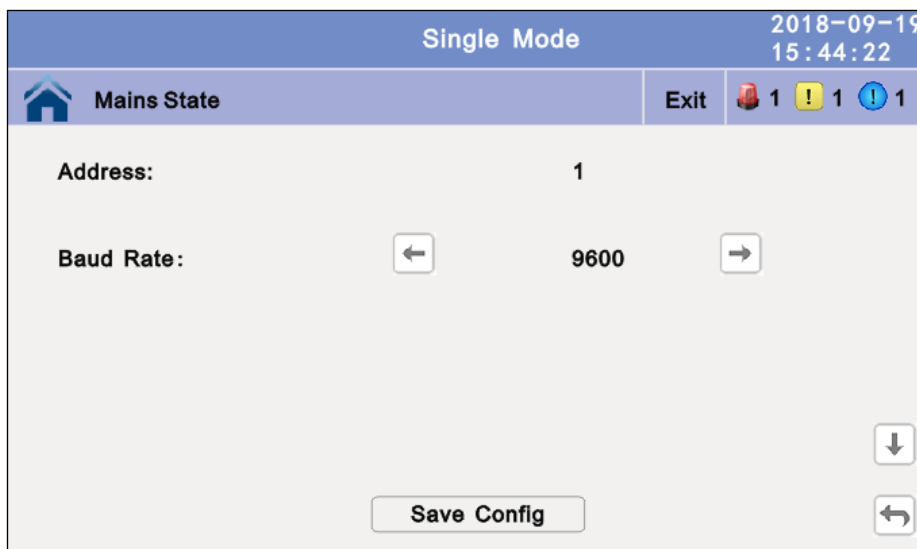 Single Mode
2018-09-19
15:44:22
Mains State
Exit
1
1
1
Address:
1
Baud Rate:
9600
Save Config